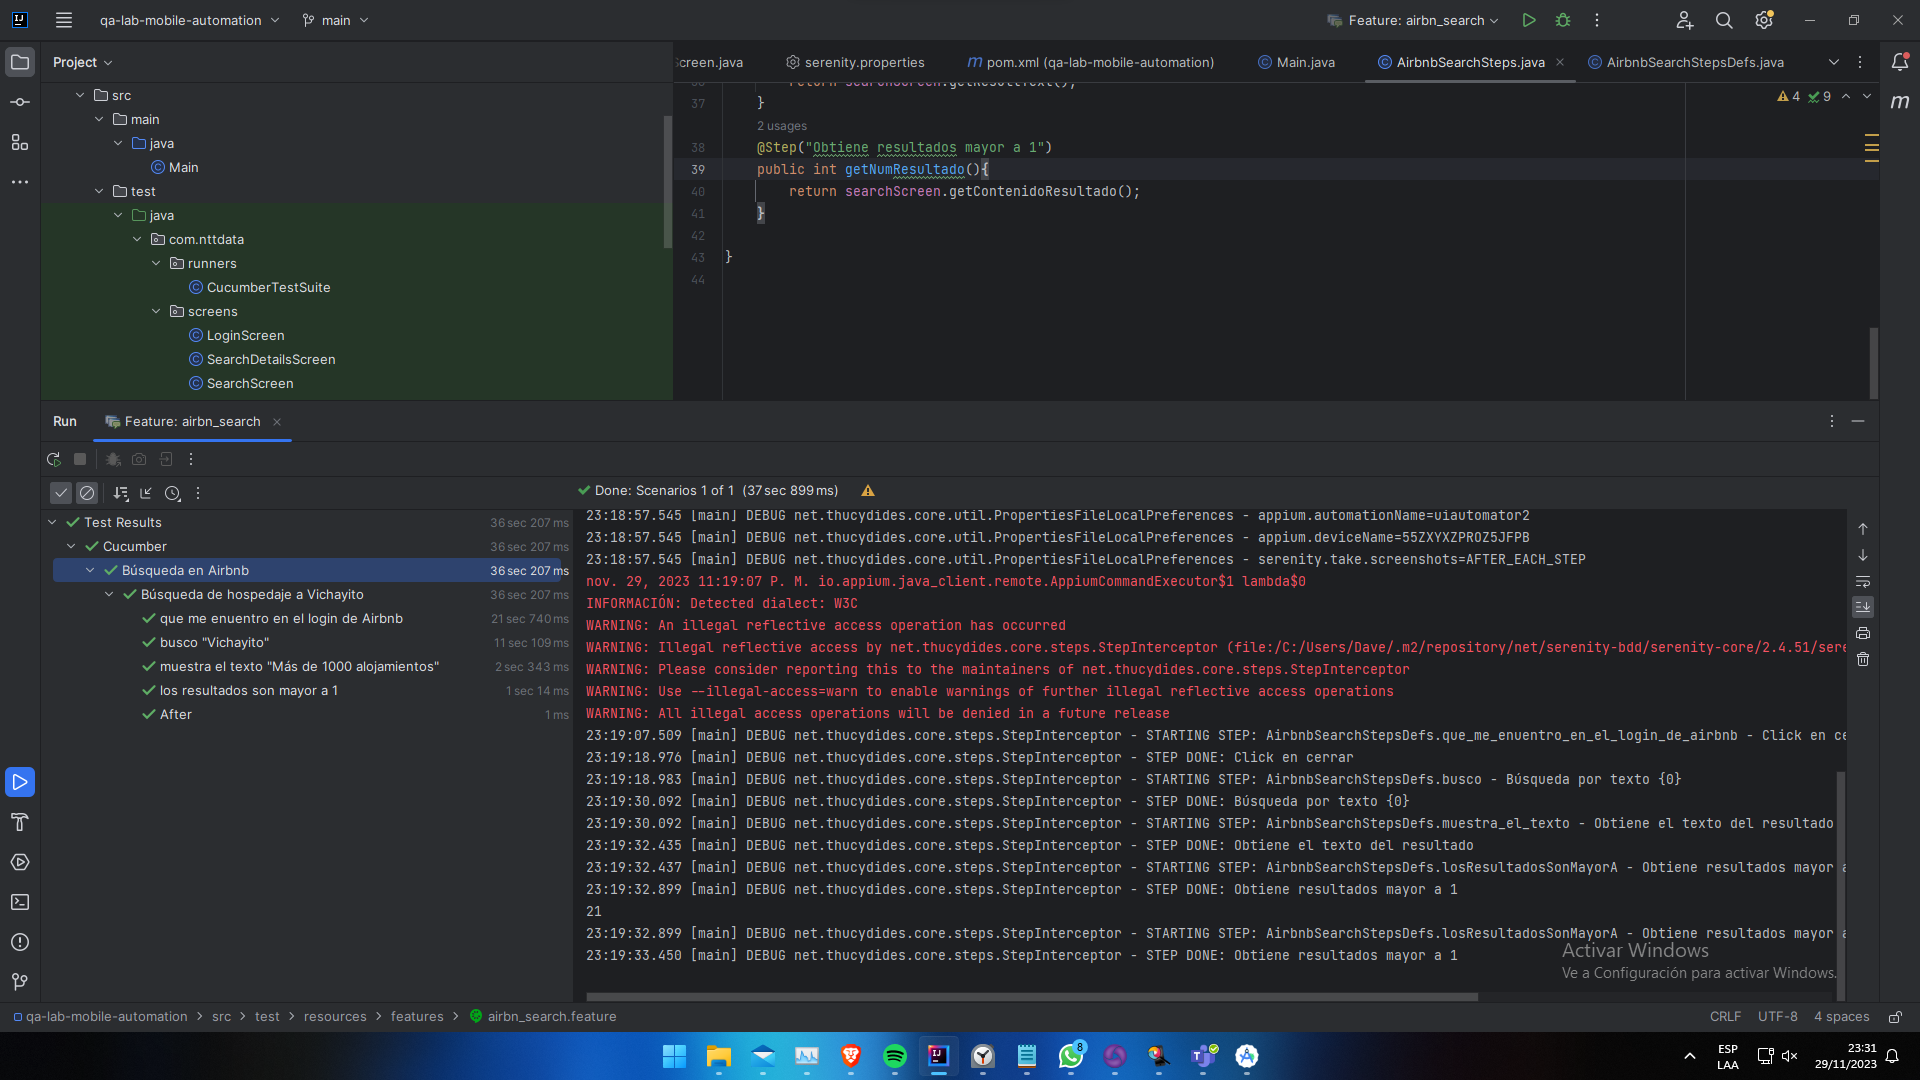 qa-lab-mobile-automation
main
Feature: airbn_search
Project
creen.java
serenity.properties
pom.xml (qa-lab-mobile-automation)
Main.java
AirbnbSearchSteps.java
AirbnbSearchStepsDefs.java
src
main
java
Main
test
java
com.nttdata
runners
CucumberTestSuite
screens
LoginScreen
SearchDetailsScreen
SearchScreen
4
9
return searchScreen.getResultText();
37 }
2 usages
38 @Step("Obtiene resultados mayor a 1")
39 public int getNumResultado(){
40 return searchScreen.getContenidoResultado();
41 }
42
43 }
44
Run
Feature: airbn_search
Done: Scenarios 1 of 1 (37 sec 899 ms)
Test Results 36 sec 207 ms
Cucumber 36 sec 207 ms
Búsqueda en Airbnb 36 sec 207 ms
Búsqueda de hospedaje a Vichayito 36 sec 207 ms
que me enuentro en el login de Airbnb 21 sec 740 ms
busco "Vichayito" 11 sec 109 ms
muestra el texto "Más de 1000 alojamientos" 2 sec 343 ms
los resultados son mayor a 1 1 sec 14 ms
After 1 ms
23:18:57.545 [main] DEBUG net.thucydides.core.util.PropertiesFileLocalPreferences - appium.automationName=uiautomator2
23:18:57.545 [main] DEBUG net.thucydides.core.util.PropertiesFileLocalPreferences - appium.deviceName=55ZXYXZPROZ5JFPB
23:18:57.545 [main] DEBUG net.thucydides.core.util.PropertiesFileLocalPreferences - serenity.take.screenshots=AFTER_EACH_STEP
nov. 29, 2023 11:19:07 P. M. io.appium.java_client.remote.AppiumCommandExecutor$1 lambda$0
INFORMACIÓN: Detected dialect: W3C
WARNING: An illegal reflective access operation has occurred
WARNING: Illegal reflective access by net.thucydides.core.steps.StepInterceptor (file:/C:/Users/Dave/.m2/repository/net/serenity-bdd/serenity-core/2.4.51/sere
WARNING: Please consider reporting this to the maintainers of net.thucydides.core.steps.StepInterceptor
WARNING: Use --illegal-access=warn to enable warnings of further illegal reflective access operations
WARNING: All illegal access operations will be denied in a future release
23:19:07.509 [main] DEBUG net.thucydides.core.steps.StepInterceptor - STARTING STEP: AirbnbSearchStepsDefs.que_me_enuentro_en_el_login_de_airbnb - Click en ce
23:19:18.976 [main] DEBUG net.thucydides.core.steps.StepInterceptor - STEP DONE: Click en cerrar
23:19:18.983 [main] DEBUG net.thucydides.core.steps.StepInterceptor - STARTING STEP: AirbnbSearchStepsDefs.busco - Búsqueda por texto {0}
23:19:30.092 [main] DEBUG net.thucydides.core.steps.StepInterceptor - STEP DONE: Búsqueda por texto {0}
23:19:30.092 [main] DEBUG net.thucydides.core.steps.StepInterceptor - STARTING STEP: AirbnbSearchStepsDefs.muestra_el_texto - Obtiene el texto del resultado
23:19:32.435 [main] DEBUG net.thucydides.core.steps.StepInterceptor - STEP DONE: Obtiene el texto del resultado
23:19:32.437 [main] DEBUG net.thucydides.core.steps.StepInterceptor - STARTING STEP: AirbnbSearchStepsDefs.losResultadosSonMayorA - Obtiene resultados mayor a
23:19:32.899 [main] DEBUG net.thucydides.core.steps.StepInterceptor - STEP DONE: Obtiene resultados mayor a 1
21
23:19:32.899 [main] DEBUG net.thucydides.core.steps.StepInterceptor - STARTING STEP: AirbnbSearchStepsDefs.losResultadosSonMayorA - Obtiene resultados mayor a
23:19:33.450 [main] DEBUG net.thucydides.core.steps.StepInterceptor - STEP DONE: Obtiene resultados mayor a 1
Activar Windows
Ve a Configuración para activar Windows.
qa-lab-mobile-automation > src > test > resources > features > airbn_search.feature
CRLF UTF-8 4 spaces
8
ESP
LAA
23:31
29/11/2023